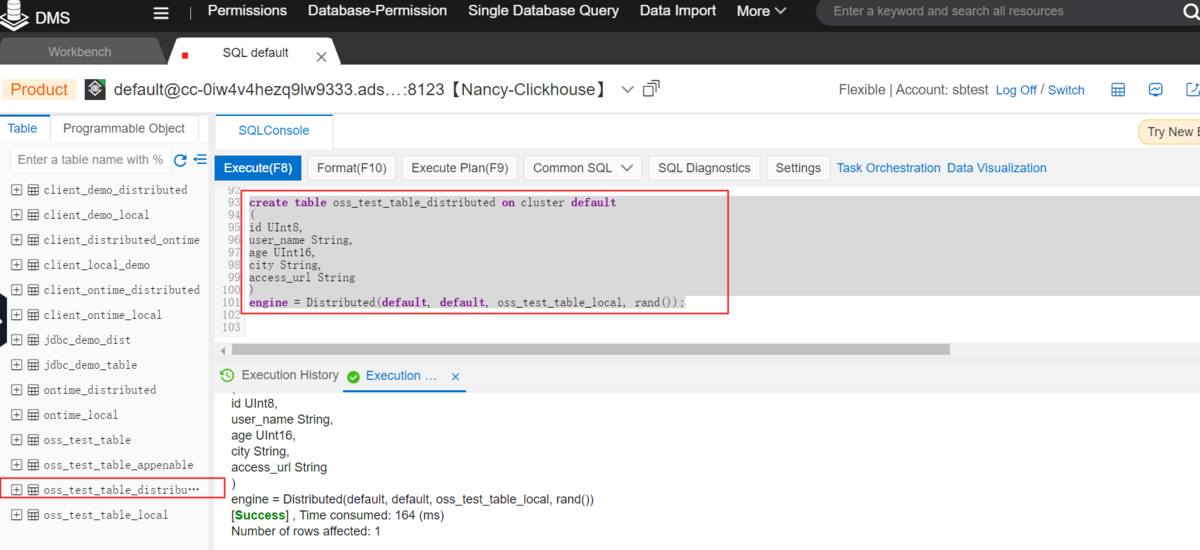 DMS
Permissions Database-Permission Single Database Query Data Import More
Enter a keyword and search all resources
Workbench
SQL default
Product default@cc-0iw4v4hezq9lw9333.ads...:8123【Nancy-Clickhouse】
Flexible | Account: sbtest Log Off / Switch
Table Programmable Object
SQLConsole
Try New
Enter a table name with %
Execute(F8) Format(F10) Execute Plan(F9) Common SQL SQL Diagnostics Settings Task Orchestration Data Visualization
client_demo_distributed
client_demo_local
client_distributed_ontime
client_local_demo
client_ontime_distributed
client_ontime_local
jdbc_demo_dist
jdbc_demo_table
ontime_distributed
ontime_local
oss_test_table
oss_test_table_appenable
oss_test_table_distribu···
oss_test_table_local
92
93 create table oss_test_table_distributed on cluster default
94 (
95 id UInt8,
96 user_name String,
97 age UInt16,
98 city String,
99 access_url String
100 )
101 engine = Distributed(default, default, oss_test_table_local, rand());
102
103
Execution History Execution ...
(
id UInt8,
user_name String,
age UInt16,
city String,
access_url String
)
engine = Distributed(default, default, oss_test_table_local, rand())
[Success] , Time consumed: 164 (ms)
Number of rows affected: 1